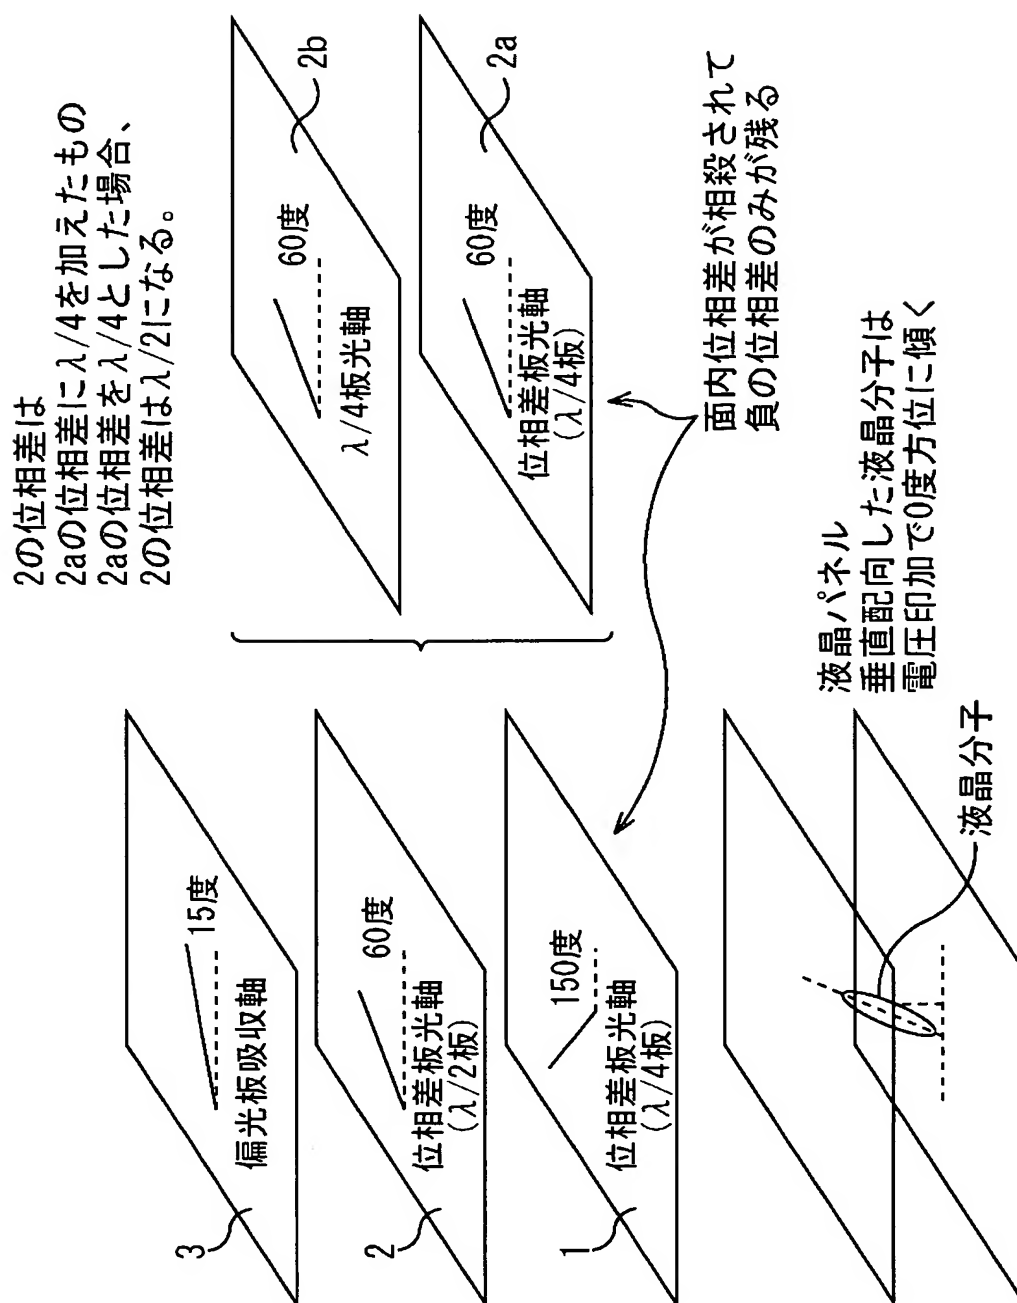 2の位相差は
2aの位相差にλ/4を加えたもの
2aの位相差をλ/4とした場合、
2の位相差はλ/2になる。
3
15度
偏光板吸収軸
2
60度
位相差板光軸
(λ/2板)
1
150度
位相差板光軸
(λ/4板)
2b
60度
λ/4板光軸
2a
60度
位相差板光軸
(λ/4板)
面内位相差が相殺されて
負の位相差のみが残る
液晶パネル
垂直配向した液晶分子は
電圧印加で0度方位に傾く
液晶分子